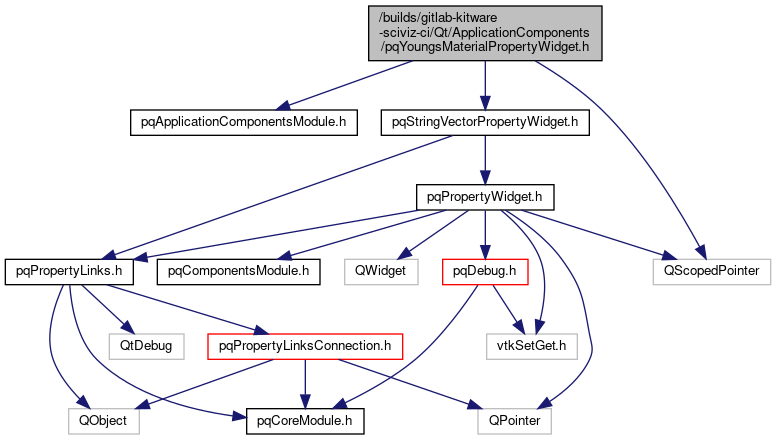 /builds/gitlab-kitware
-sciviz-ci/Qt/ApplicationComponents
/pqYoungsMaterialPropertyWidget.h
pqApplicationComponentsModule.h
pqStringVectorPropertyWidget.h
pqPropertyWidget.h
pqPropertyLinks.h
pqComponentsModule.h
QWidget
pqDebug.h
QScopedPointer
QtDebug
pqPropertyLinksConnection.h
vtkSetGet.h
QObject
pqCoreModule.h
QPointer